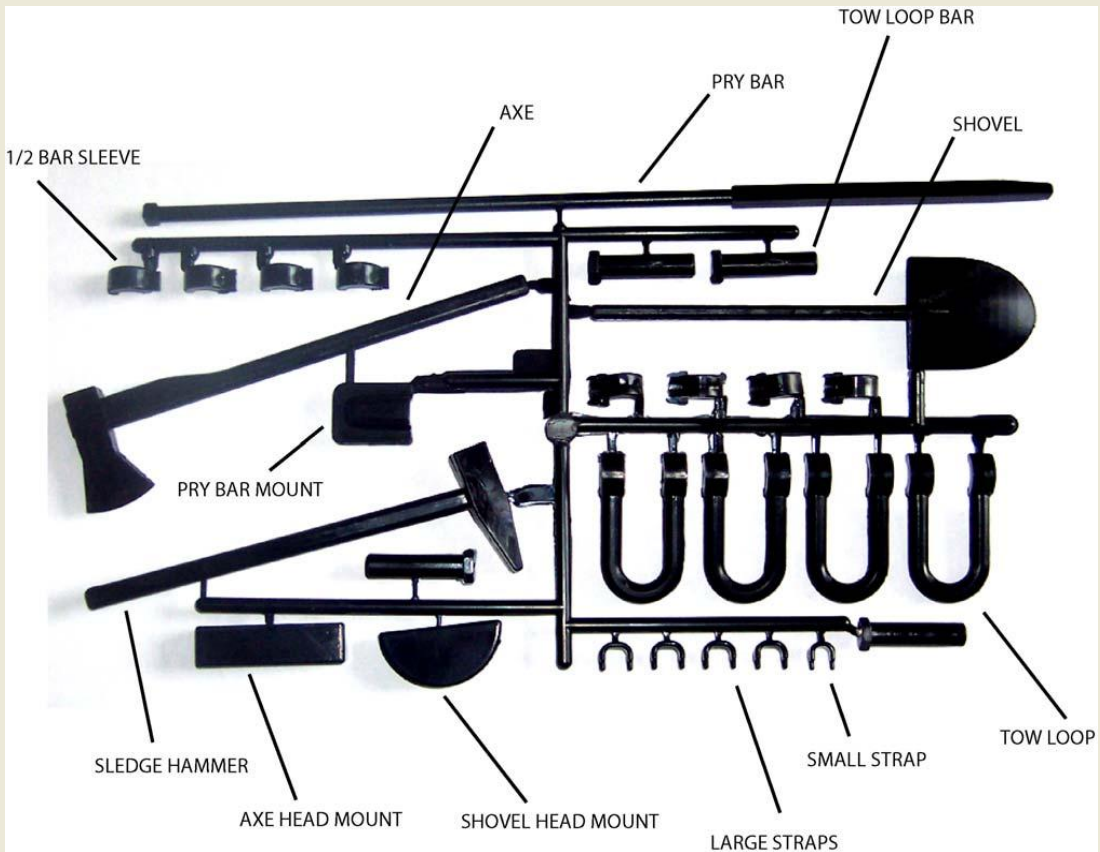 TOW LOOP BAR
PRY BAR
AXE
SHOVEL
1/2 BAR SLEEVE
PRY BAR MOUNT
TOW LOOP
SMALL STRAP
SLEDGE HAMMER
AXE HEAD MOUNT
SHOVEL HEAD MOUNT
LARGE STRAPS